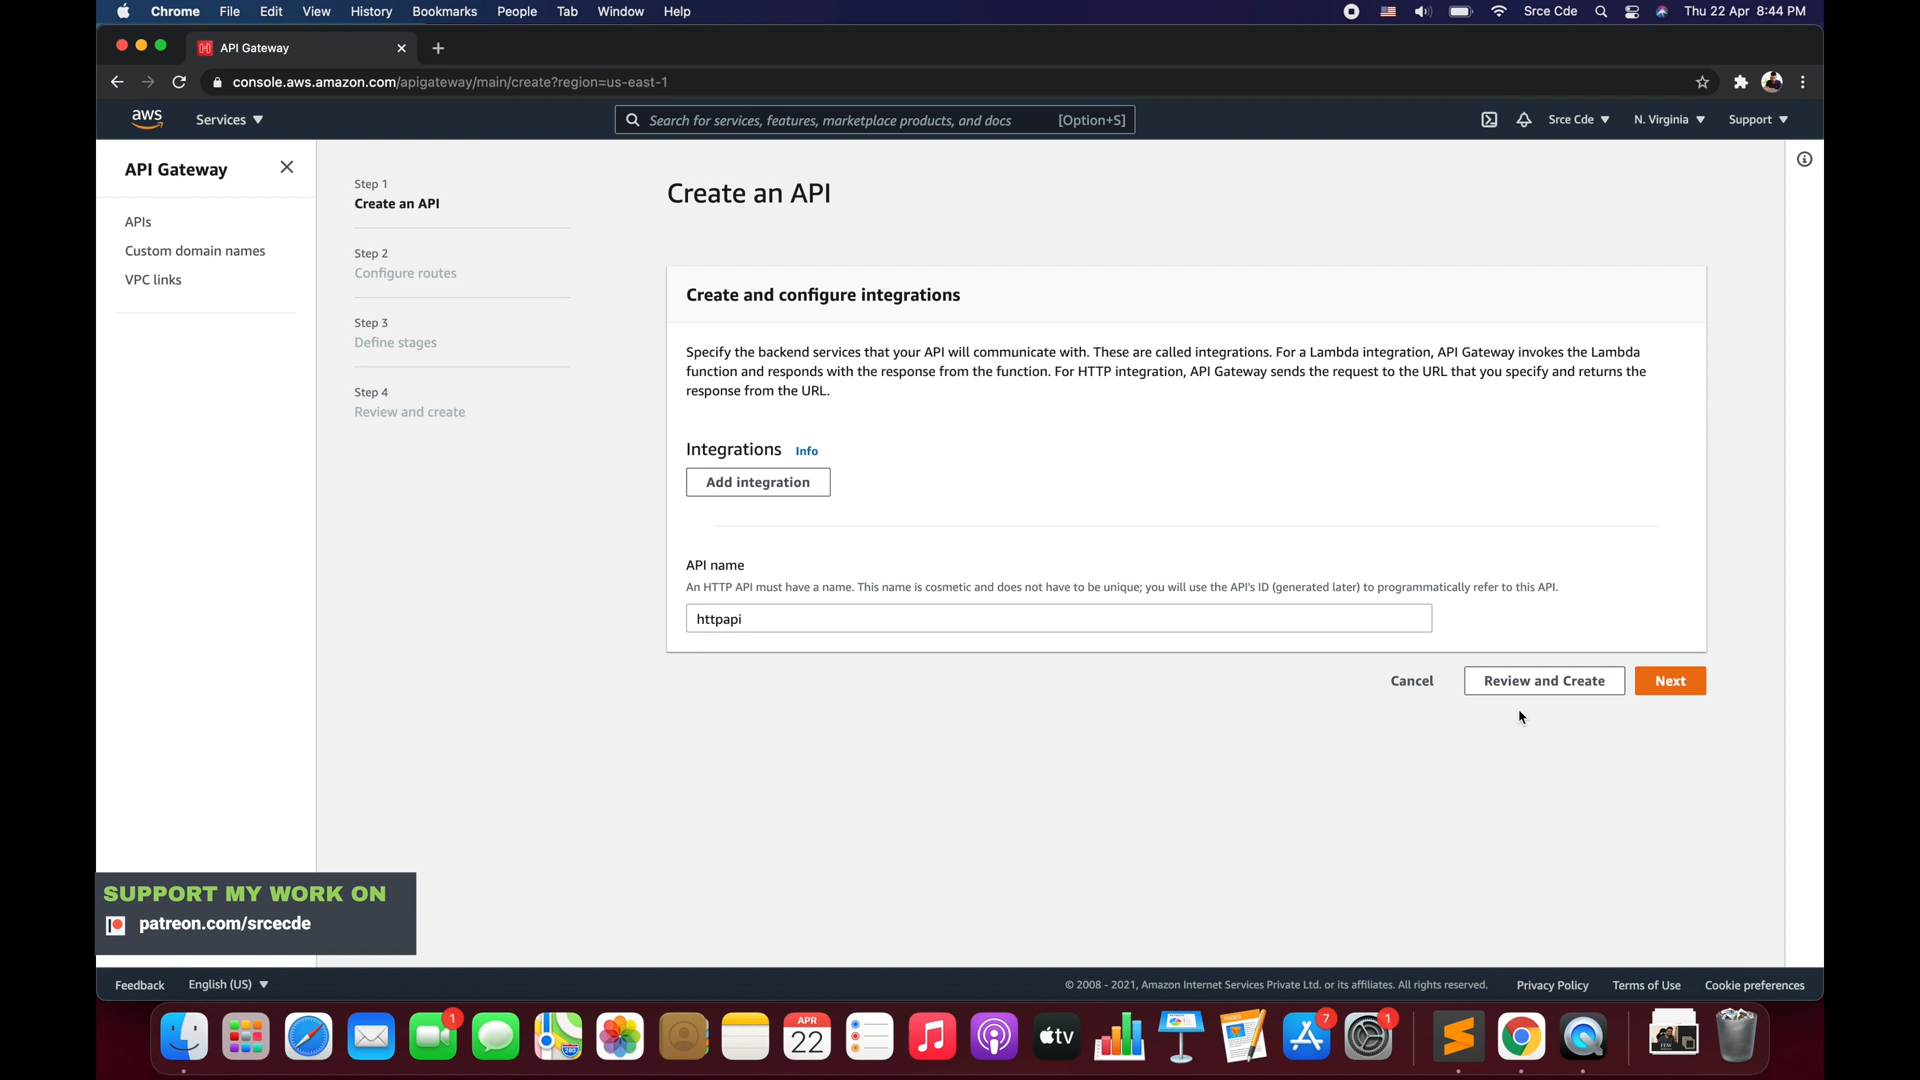 Chrome File Edit View History Bookmarks People Tab Window Help Srce Cde Thu 22 Apr 8:44 PM
API Gateway
console.aws.amazon.com/apigateway/main/create?region=us-east-1
aws Services Search for services, features, marketplace products, and docs [Option+S] Srce Cde N. Virginia Support
API Gateway
APIs
Custom domain names
VPC links
Step 1
Create an API
Step 2
Configure routes
Step 3
Define stages
Step 4
Review and create
Create an API
Create and configure integrations
Specify the backend services that your API will communicate with. These are called integrations. For a Lambda integration, API Gateway invokes the Lambda
function and responds with the response from the function. For HTTP integration, API Gateway sends the request to the URL that you specify and returns the
response from the URL.
Integrations Info
Add integration
API name
An HTTP API must have a name. This name is cosmetic and does not have to be unique; you will use the API's ID (generated later) to programmatically refer to this API.
httpapi
Cancel Review and Create Next
SUPPORT MY WORK ON
patreon.com/srcecde
Feedback English (US) © 2008 - 2021, Amazon Internet Services Private Ltd. or its affiliates. All rights reserved. Privacy Policy Terms of Use Cookie preferences
1
280
APR
22
tv
7
1